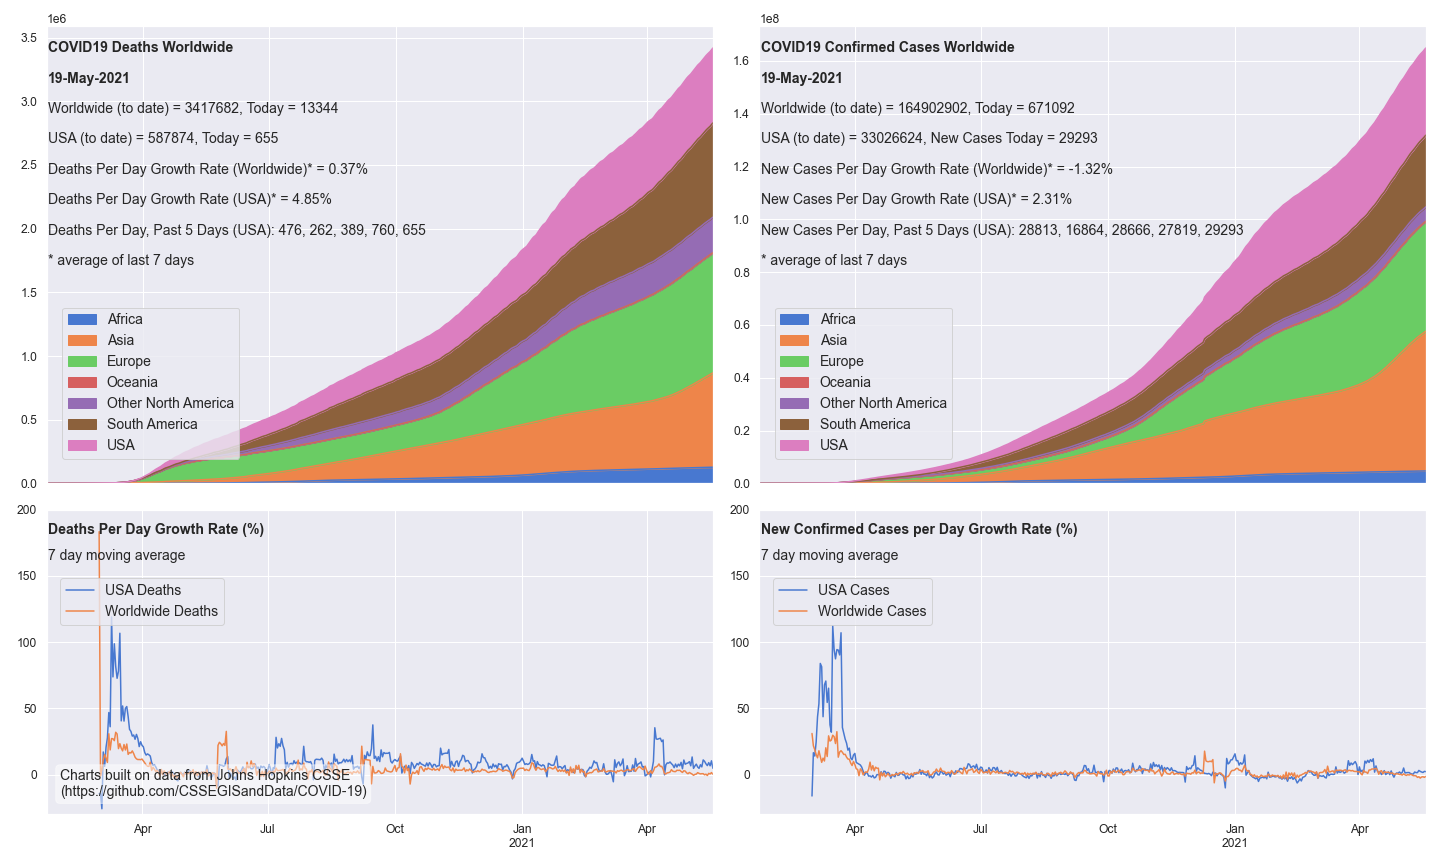 1e6
3.5
3.0
2.5
2.0
1.5
1.0
0.5
0.0
COVID19 Deaths Worldwide
19-May-2021
Worldwide (to date) = 3417682, Today = 13344
USA (to date) = 587874, Today = 655
Deaths Per Day Growth Rate (Worldwide)* = 0.37%
Deaths Per Day Growth Rate (USA)* = 4.85%
Deaths Per Day, Past 5 Days (USA): 476, 262, 389, 760, 655
* average of last 7 days
Africa
Asia
Europe
Oceania
Other North America
South America
USA
1e8
1.6
1.4
1.2
1.0
0.8
0.6
0.4
0.2
0.0
COVID19 Confirmed Cases Worldwide
19-May-2021
Worldwide (to date) = 164902902, Today = 671092
USA (to date) = 33026624, New Cases Today = 29293
New Cases Per Day Growth Rate (Worldwide)* = -1.32%
New Cases Per Day Growth Rate (USA)* = 2.31%
New Cases Per Day, Past 5 Days (USA): 28813, 16864, 28666, 27819, 29293
* average of last 7 days
Africa
Asia
Europe
Oceania
Other North America
South America
USA
200
150
100
50
0
Deaths Per Day Growth Rate (%)
7 day moving average
USA Deaths
Worldwide Deaths
Charts built on data from Johns Hopkins CSSE
(https://github.com/CSSEGISandData/COVID-19)
Apr
Jul
Oct
Jan
2021
Apr
200
150
100
50
0
New Confirmed Cases per Day Growth Rate (%)
7 day moving average
USA Cases
Worldwide Cases
Apr
Jul
Oct
Jan
2021
Apr